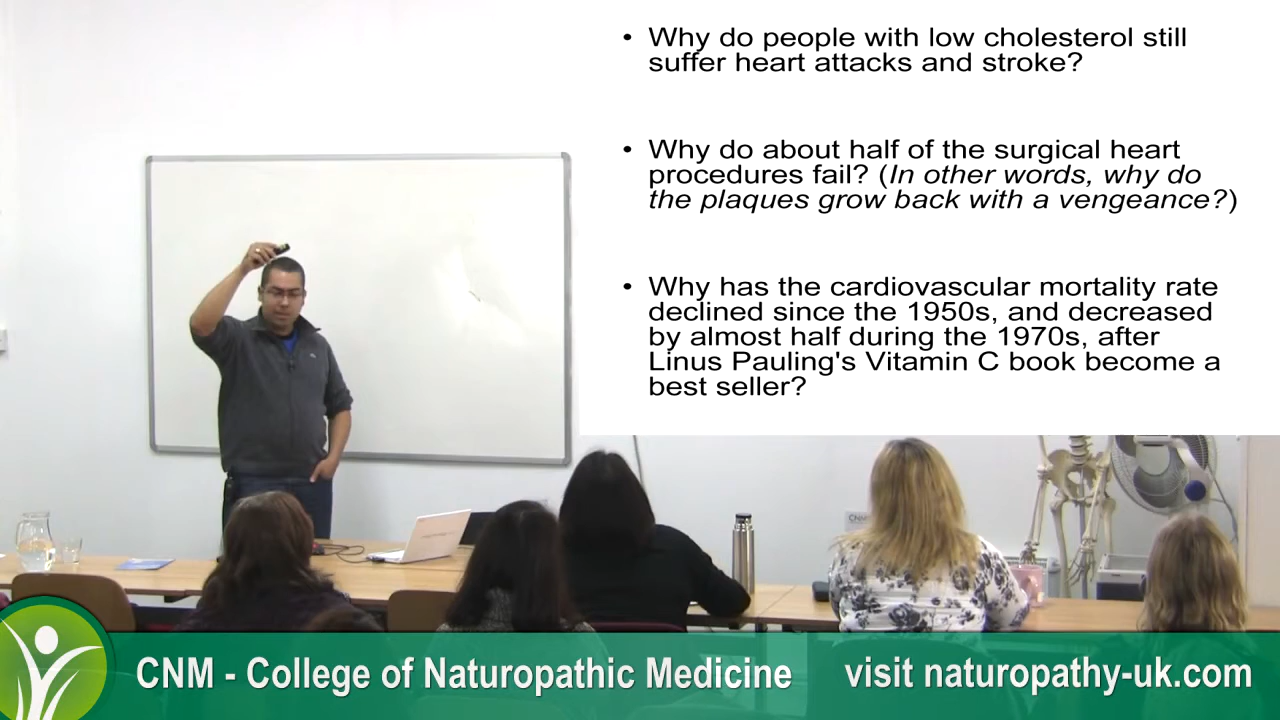 • Why do people with low cholesterol still
suffer heart attacks and stroke?
• Why do about half of the surgical heart
procedures fail? (In other words, why do
the plaques grow back with a vengeance?)
• Why has the cardiovascular mortality rate
declined since the 1950s, and decreased
by almost half during the 1970s, after
Linus Pauling's Vitamin C book become a
best seller?
CNM
CNM - College of Naturopathic Medicine
visit naturopathy-uk.com